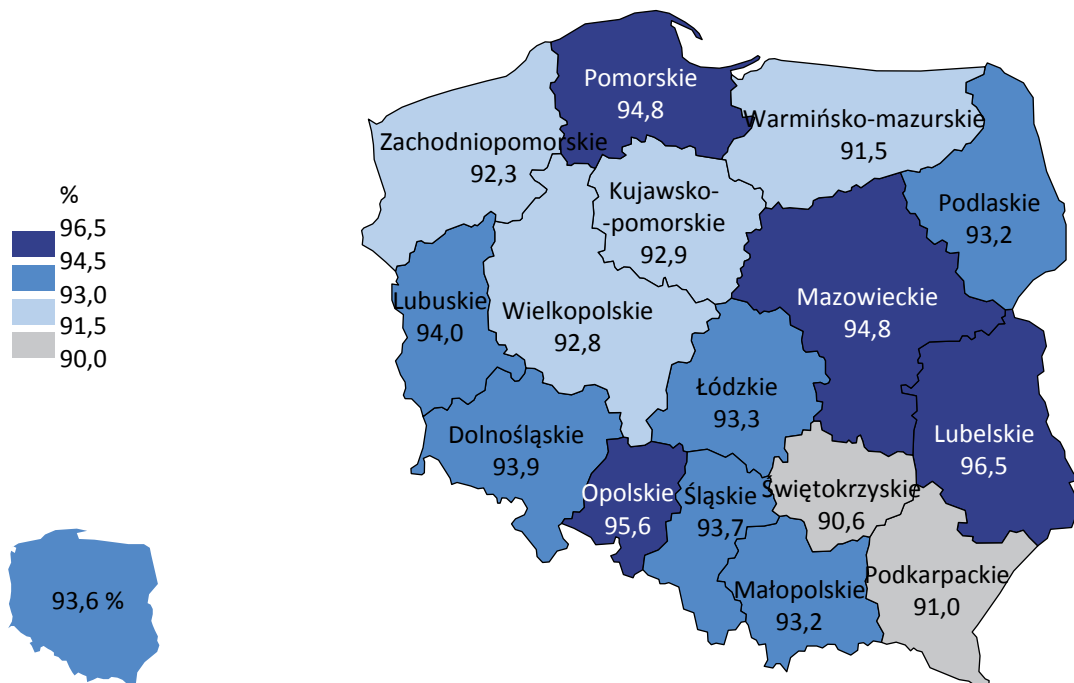 %
96,5
94,5
93,0
91,5
90,0
93,6 %
Pomorskie
94,8
Warmińsko-mazurskie
91,5
Zachodniopomorskie
92,3
Kujawsko-
-pomorskie
92,9
Podlaskie
93,2
Lubuskie
94,0
Wielkopolskie
92,8
Mazowieckie
94,8
Łódzkie
93,3
Dolnośląskie
93,9
Lubelskie
96,5
Opolskie
95,6
Śląskie
93,7
Świętokrzyskie
90,6
Małopolskie
93,2
Podkarpackie
91,0